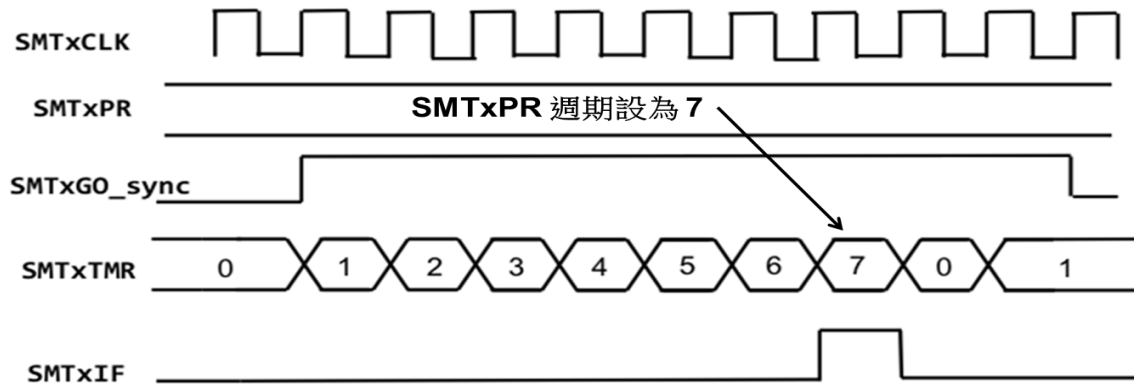 SMTxCLK
SMTxPR
SMTxPR 週期設為 7
SMTxGO_sync
SMTxTMR
0 1 2 3 4 5 6 7 0 1
SMTxIF